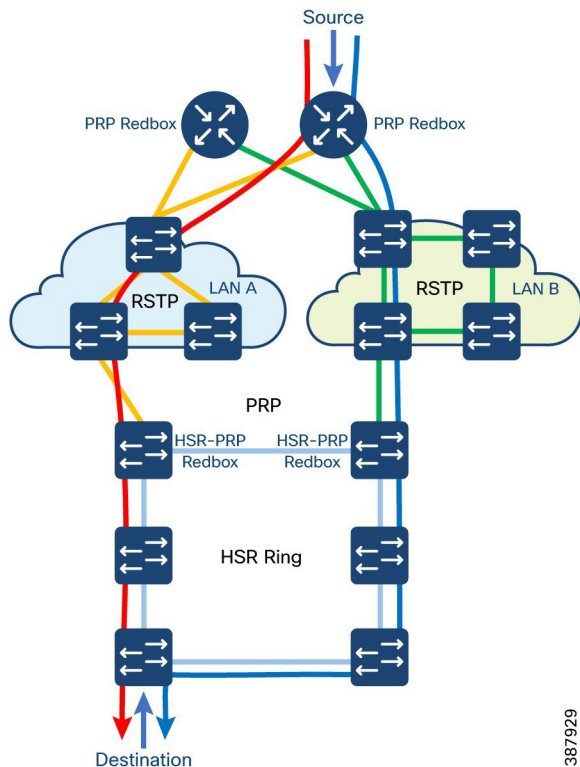 Source
PRP Redbox
PRP Redbox
RSTP
LAN A
RSTP
LAN B
PRP
HSR-PRP
Redbox
HSR-PRP
Redbox
HSR Ring
Destination
387929